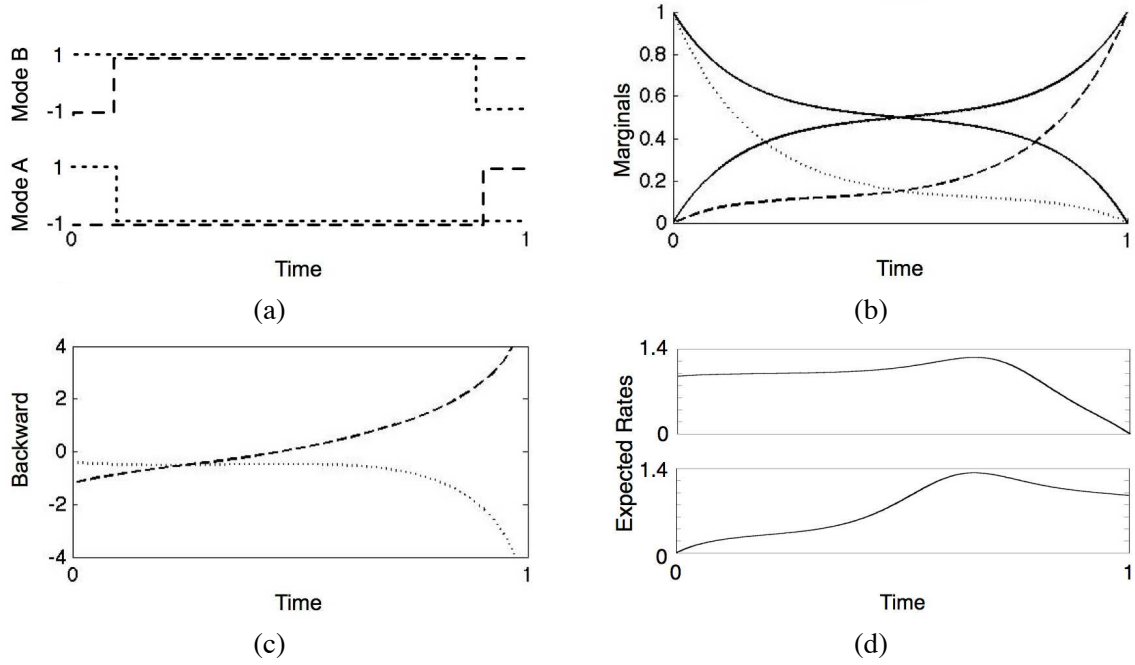 Mode B
1
-1
Mode A
1
-1
0
1
Time
(a)
Marginals
1
0.8
0.6
0.4
0.2
0
0
1
Time
(b)
Backward
4
2
0
-2
-4
0
1
Time
(c)
Expected Rates
1.4
0
1.4
0
0
1
Time
(d)